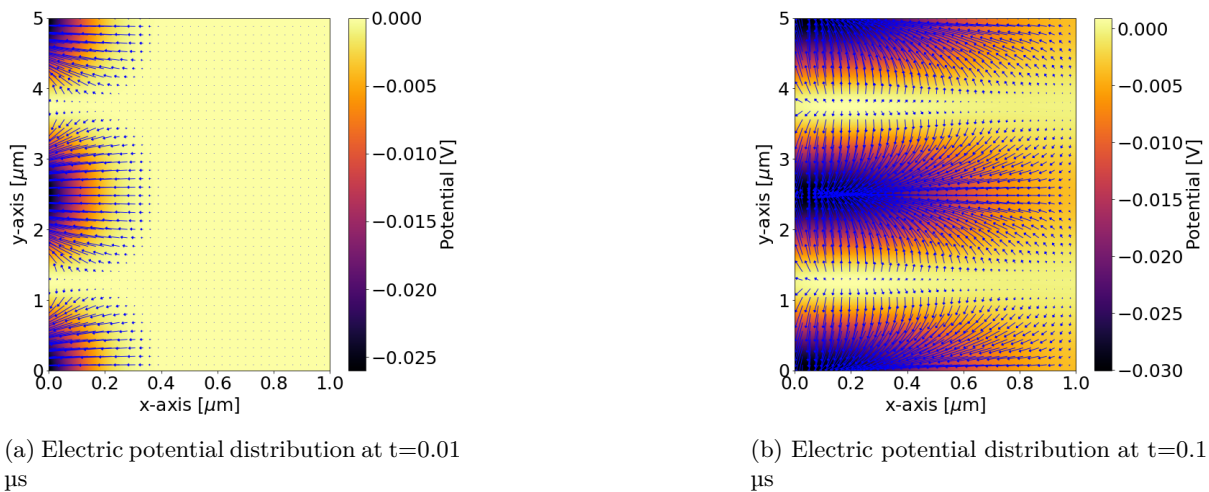 5
4
3
2
1
0
y-axis [μm]
0.0 0.2 0.4 0.6 0.8 1.0
x-axis [μm]
0.000
−0.005
−0.010
−0.015
−0.020
−0.025
Potential [V]
(a) Electric potential distribution at t=0.01
µs
5
4
3
2
1
0
y-axis [μm]
0.0 0.2 0.4 0.6 0.8 1.0
x-axis [μm]
0.000
−0.005
−0.010
−0.015
−0.020
−0.025
−0.030
Potential [V]
(b) Electric potential distribution at t=0.1
µs